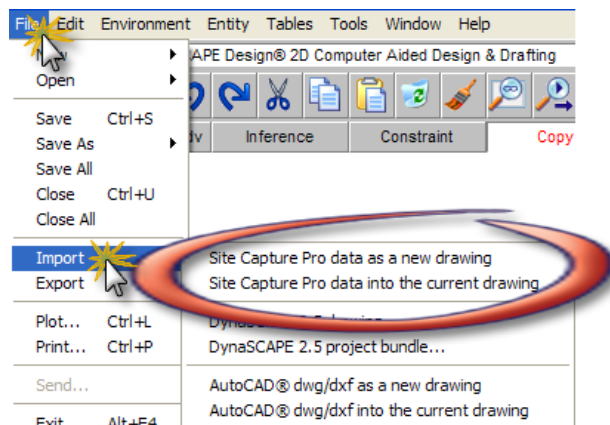 File Edit Environment Entity Tables Tools Window Help
APE Design® 2D Computer Aided Design & Drafting
Open
Save Ctrl+S
Inference Constraint Copy
Save As
Save All
Close Ctrl+U
Close All
Import Site Capture Pro data as a new drawing
Export Site Capture Pro data into the current drawing
Plot... Ctrl+L
Print... Ctrl+P DynaSCAPE 2.5 project bundle...
Send... AutoCAD® dwg/dxf as a new drawing
AutoCAD® dwg/dxf into the current drawing
Exit Alt+F4